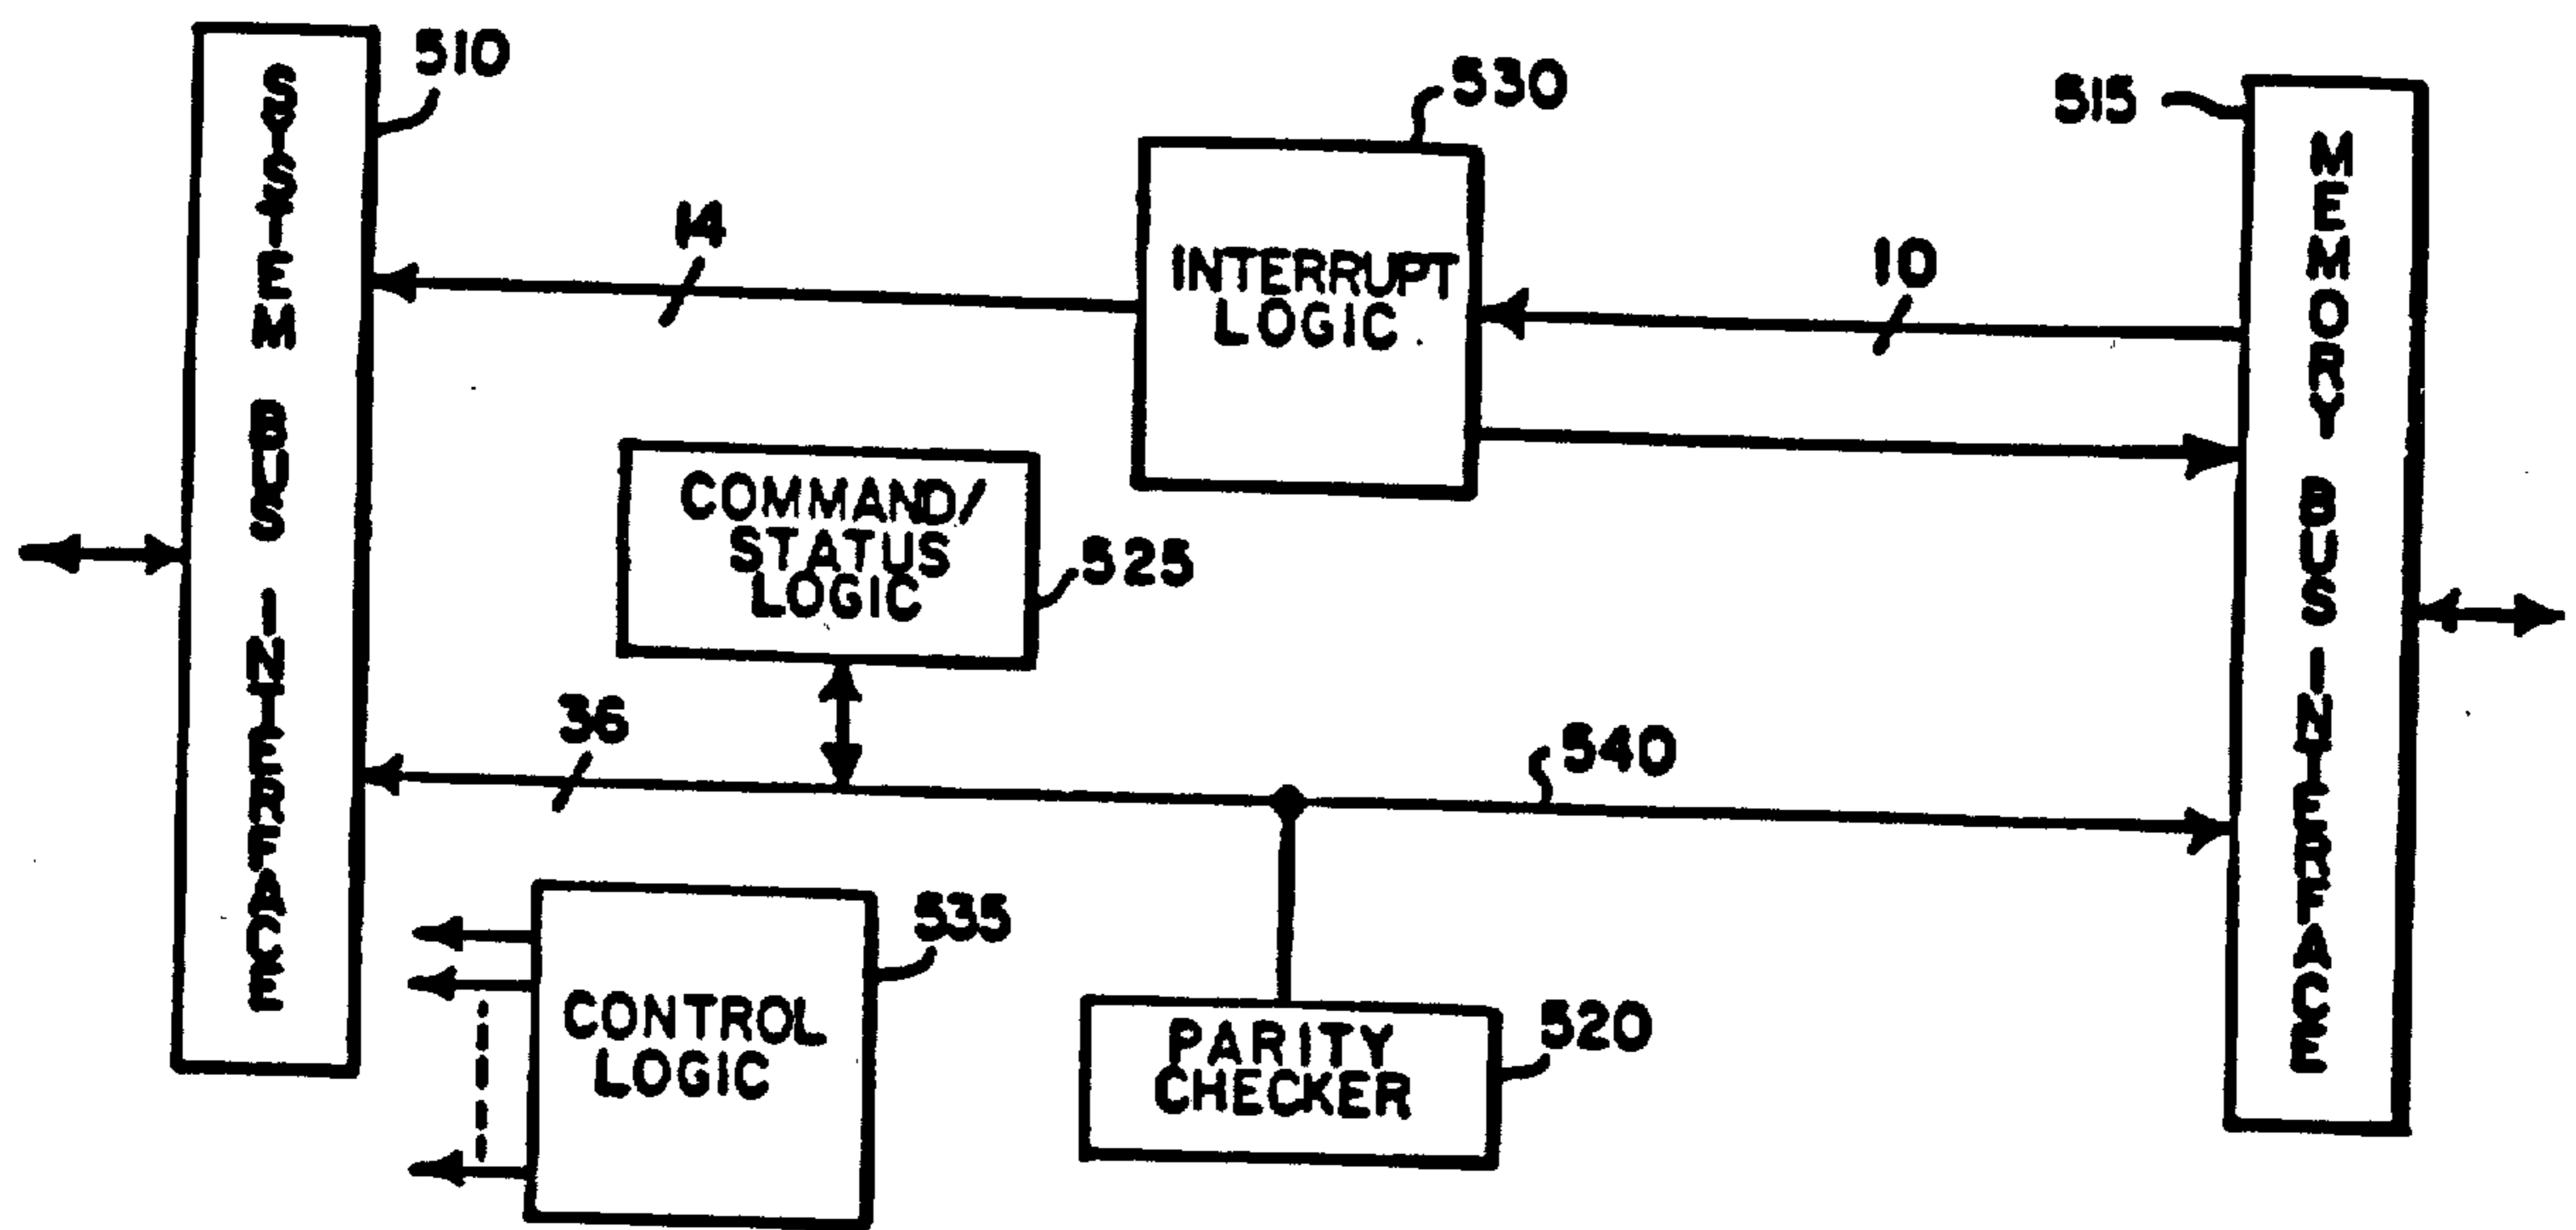 510
SYSTEM BUS INTERFACE
14
530
INTERRUPT
LOGIC
10
515
MEMORY BUS INTERFACE
COMMAND/
STATUS
LOGIC
525
36
540
CONTROL
LOGIC
535
PARITY
CHECKER
520